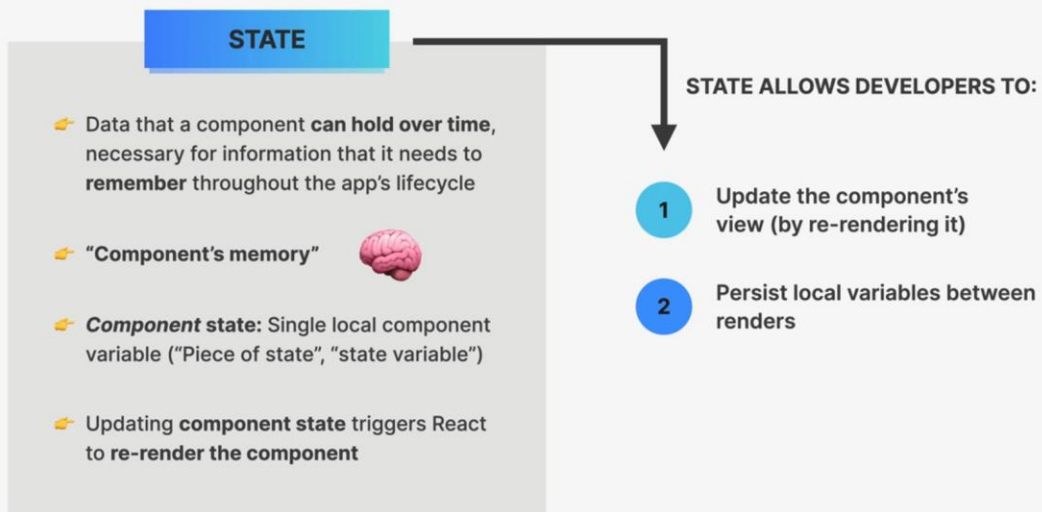 STATE
Data that a component can hold over time,
necessary for information that it needs to
remember throughout the app’s lifecycle
“Component’s memory”
Component state: Single local component
variable (“Piece of state”, “state variable”)
Updating component state triggers React
to re-render the component
STATE ALLOWS DEVELOPERS TO:
1
Update the component’s
view (by re-rendering it)
2
Persist local variables between
renders